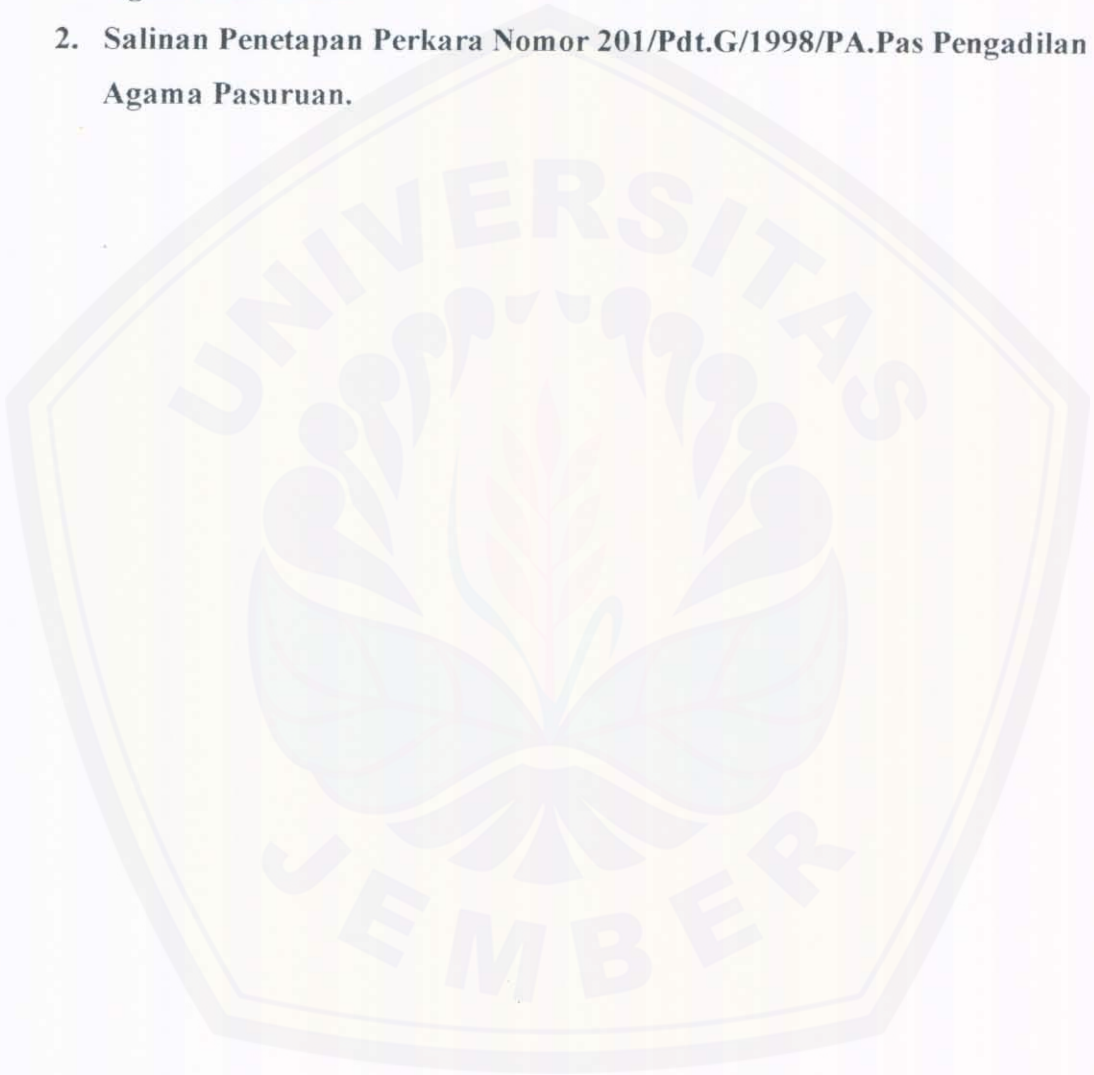 2. Salinan Penetapan Perkara Nomor 201/Pdt.G/1998/PA.Pas Pengadilan
Agama Pasuruan.
UNIVERSITAS
JEMBER